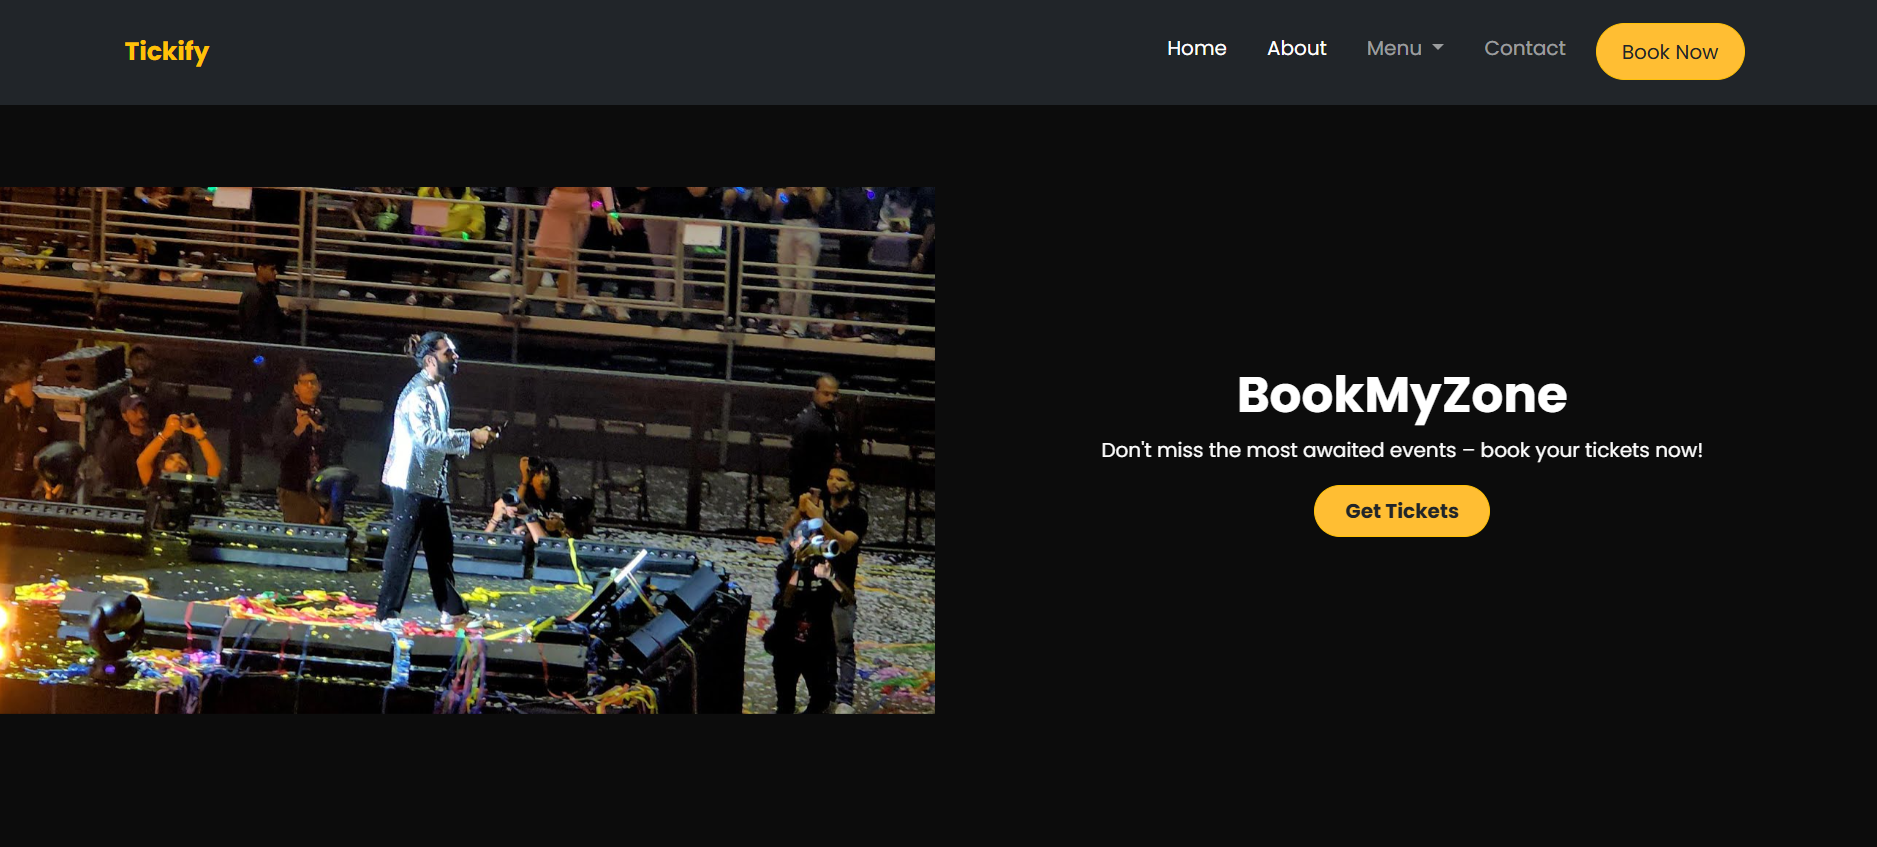 Tickify
Home About Menu Contact Book Now
BookMyZone
Don't miss the most awaited events – book your tickets now!
Get Tickets